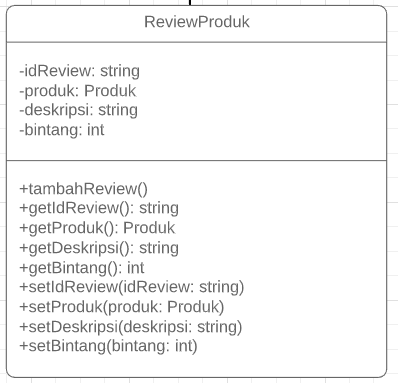 ReviewProduk
-idReview: string
-produk: Produk
-deskripsi: string
-bintang: int
+tambahReview()
+getIdReview(): string
+getProduk(): Produk
+getDeskripsi(): string
+getBintang(): int
+setIdReview(idReview: string)
+setProduk(produk: Produk)
+setDeskripsi(deskripsi: string)
+setBintang(bintang: int)